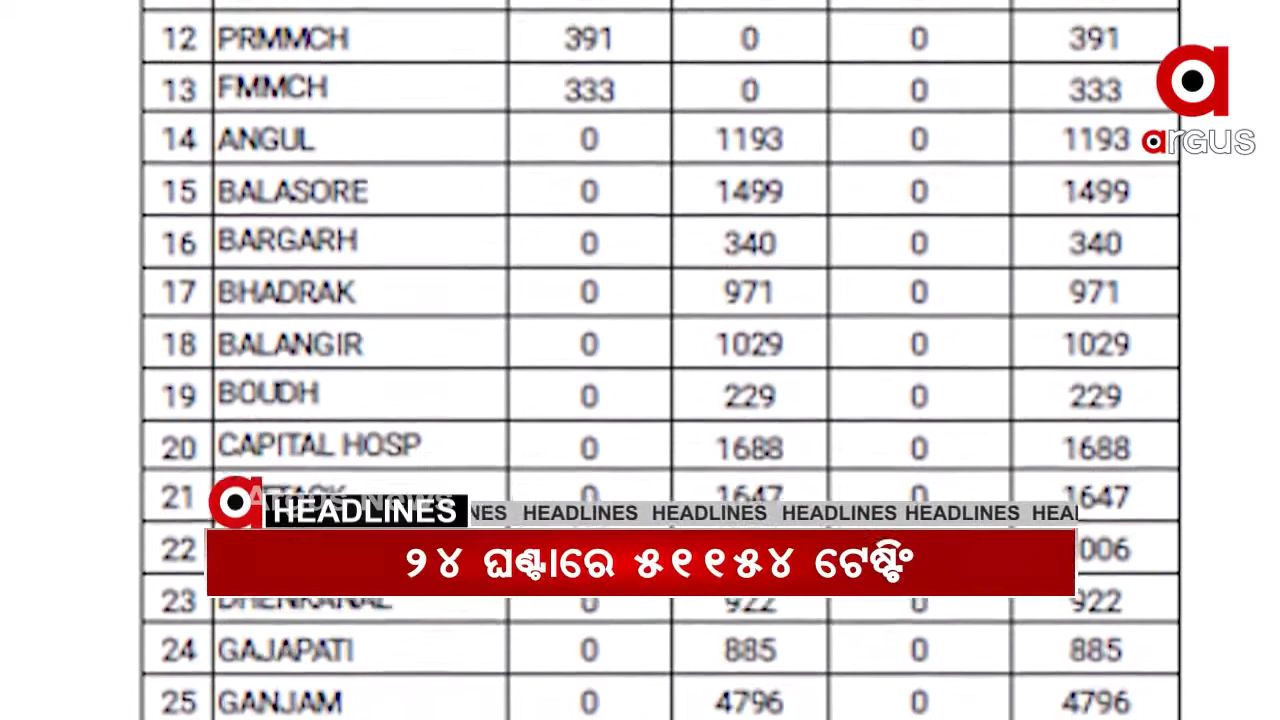 12 PRMMCH 391 0 0 391
13 FMMCH 333 0 0 333
14 ANGUL 0 1193 0 1193
15 BALASORE 0 1499 0 1499
16 BARGARH 0 340 0 340
17 BHADRAK 0 971 0 971
18 BALANGIR 0 1029 0 1029
19 BOUDH 0 229 0 229
20 CAPITAL HOSP 0 1688 0 1688
21 0 1647 0 1647
22
23 DHENKANAL 0 922 0 922
24 GAJAPATI 0 885 0 885
25 GANJAM 0 4796 0 4796
argus
HEADLINES
NES HEADLINES HEADLINES HEADLINES HEADLINES HEA
୨୪ ଘଣ୍ଟାରେ ୫୧୧୫୪ ଟେଷ୍ଟିଂ